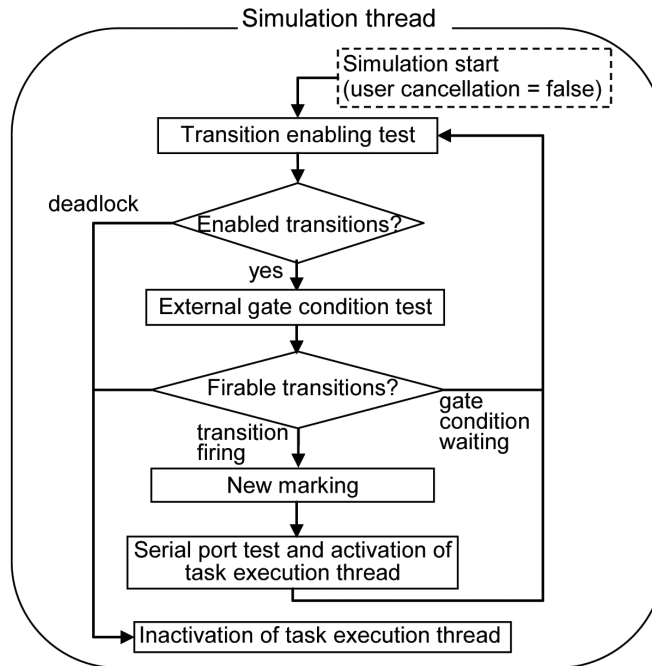 Simulation thread
Simulation start
(user cancellation = false)
Transition enabling test
deadlock
Enabled transitions?
yes
External gate condition test
Firable transitions?
transition
firing
gate
condition
waiting
New marking
Serial port test and activation of
task execution thread
Inactivation of task execution thread